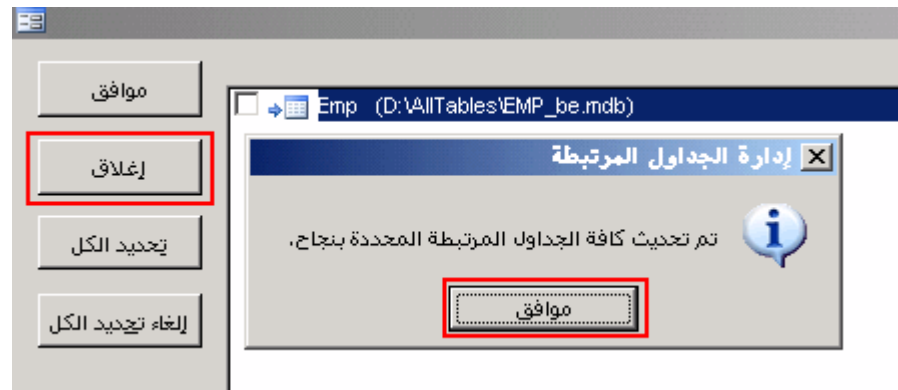 موافق
إغلاق
تحديد الكل
إلغاء تحديد الكل
Emp (D:\AllTables\EMP_be.mdb)
إدارة الجداول المرتبطة
تم تحديث كافة الجداول المرتبطة المحددة بنجاح.
موافق